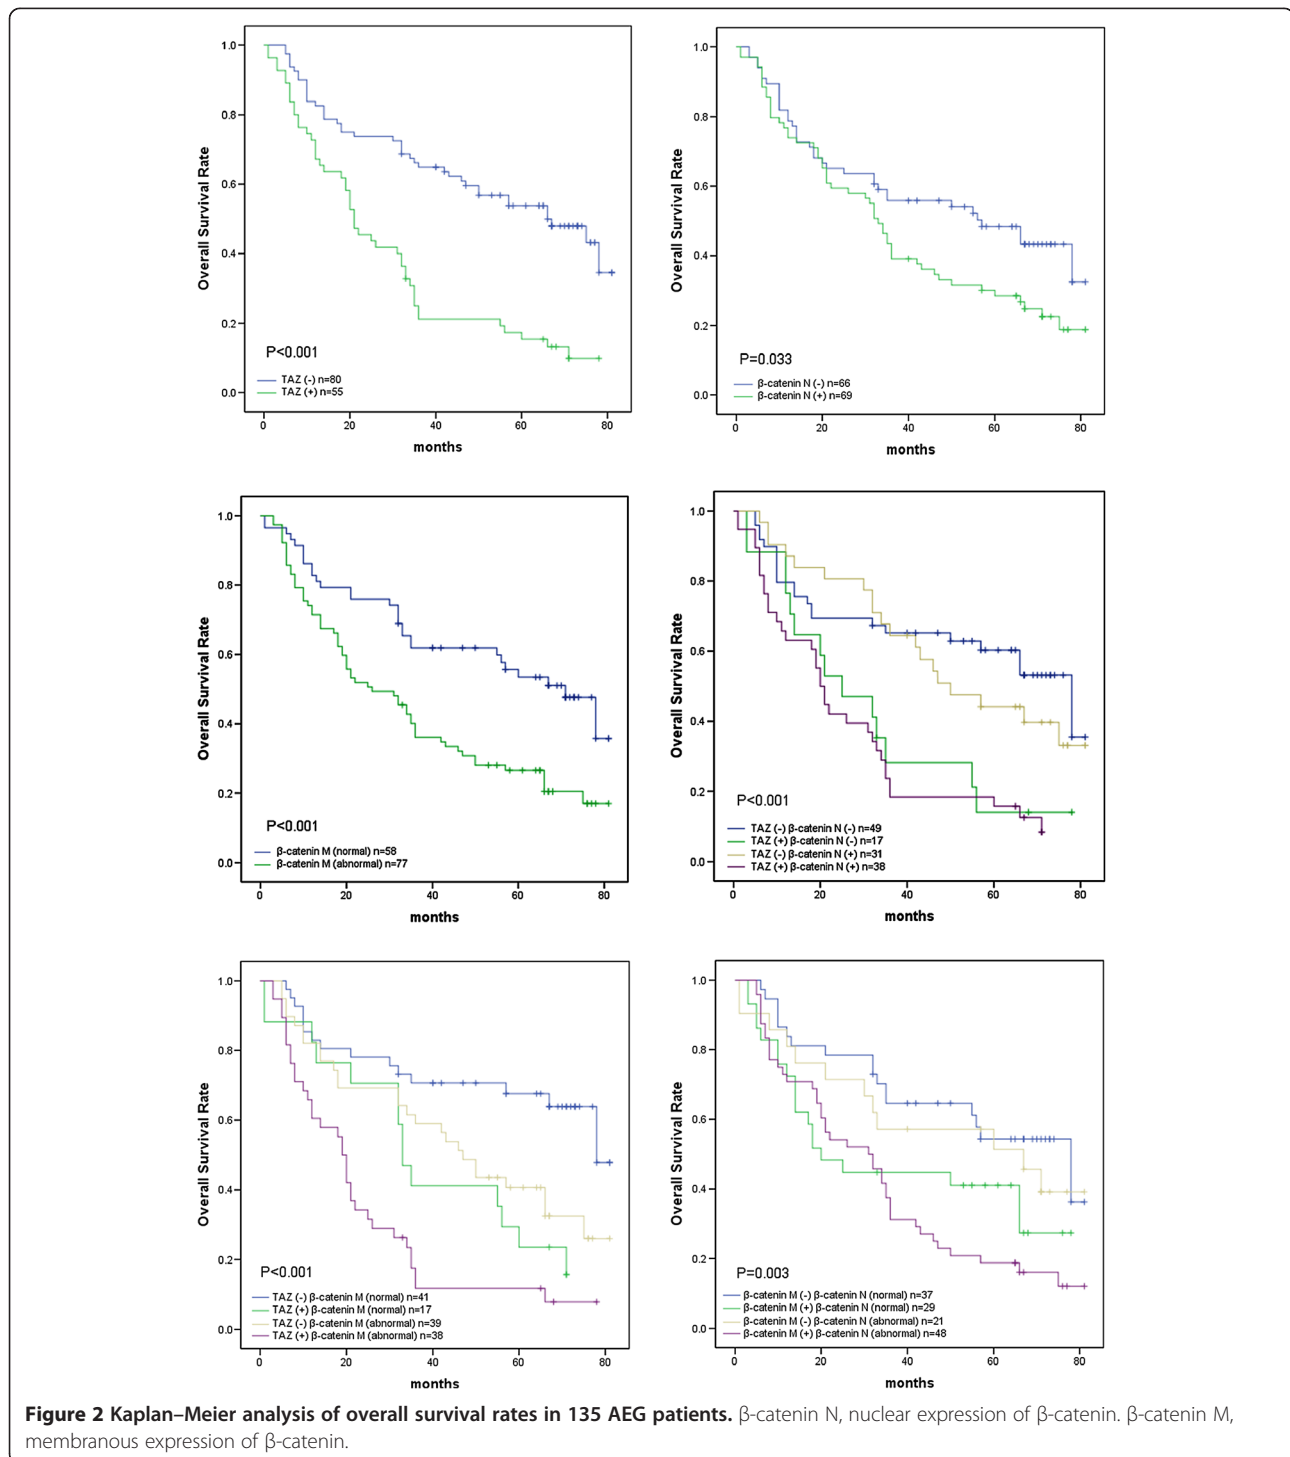 1.0
0.8
0.6
0.4
0.2
0.0
Overall Survival Rate
P<0.001
TAZ (-) n=80
TAZ (+) n=55
0 20 40 60 80
months
1.0
0.8
0.6
0.4
0.2
0.0
Overall Survival Rate
P=0.033
β-catenin N (-) n=66
β-catenin N (+) n=69
0 20 40 60 80
months
1.0
0.8
0.6
0.4
0.2
0.0
Overall Survival Rate
P<0.001
β-catenin M (normal) n=58
β-catenin M (abnormal) n=77
0 20 40 60 80
months
1.0
0.8
0.6
0.4
0.2
0.0
Overall Survival Rate
P<0.001
TAZ (-) β-catenin N (-) n=49
TAZ (+) β-catenin N (-) n=17
TAZ (-) β-catenin N (+) n=31
TAZ (+) β-catenin N (+) n=38
0 20 40 60 80
months
1.0
0.8
0.6
0.4
0.2
0.0
Overall Survival Rate
P<0.001
TAZ (-) β-catenin M (normal) n=41
TAZ (+) β-catenin M (normal) n=17
TAZ (-) β-catenin M (abnormal) n=39
TAZ (+) β-catenin M (abnormal) n=38
0 20 40 60 80
months
1.0
0.8
0.6
0.4
0.2
0.0
Overall Survival Rate
P=0.003
β-catenin M (-) β-catenin N (normal) n=37
β-catenin M (+) β-catenin N (normal) n=29
β-catenin M (-) β-catenin N (abnormal) n=21
β-catenin M (+) β-catenin N (abnormal) n=48
0 20 40 60 80
months
Figure 2 Kaplan–Meier analysis of overall survival rates in 135 AEG patients. β-catenin N, nuclear expression of β-catenin. β-catenin M,
membranous expression of β-catenin.